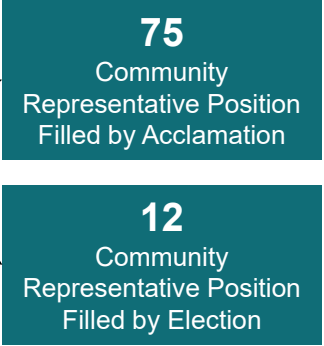 75
Community
Representative Position
Filled by Acclamation
12
Community
Representative Position
Filled by Election